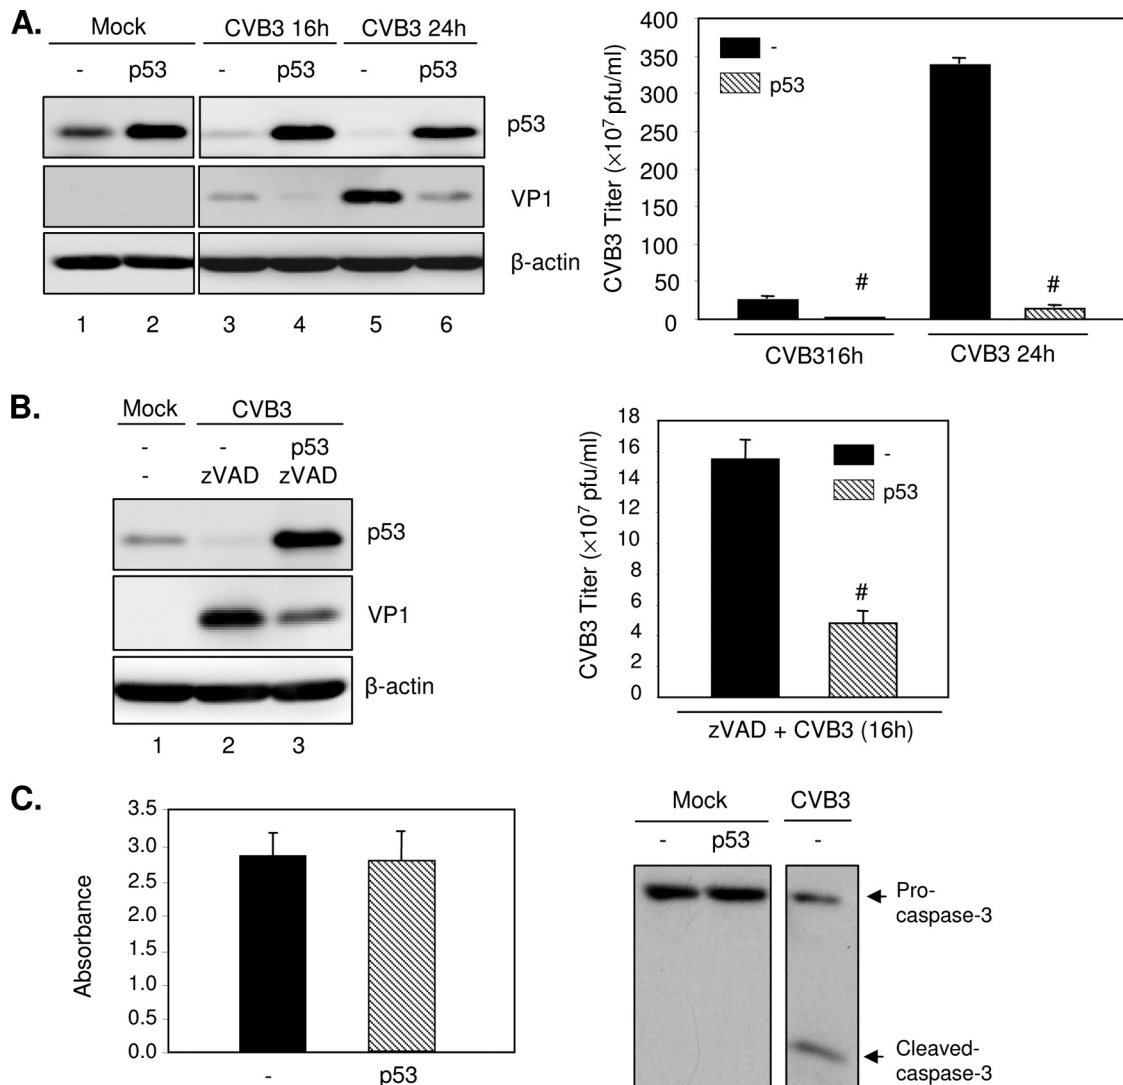 A.
Mock CVB3 16h CVB3 24h
- p53 - p53 - p53
p53
VP1
β-actin
1 2 3 4 5 6
CVB3 Titer (×10⁷ pfu/ml)
400
350
300
250
200
150
100
50
0
-
p53
# #
CVB316h CVB3 24h
B.
Mock CVB3
- - p53
- zVAD zVAD
p53
VP1
β-actin
1 2 3
CVB3 Titer (×10⁷ pfu/ml)
18
16
14
12
10
8
6
4
2
0
-
p53
#
zVAD + CVB3 (16h)
C.
Absorbance
3.5
3.0
2.5
2.0
1.5
1.0
0.5
0.0
- p53
Mock CVB3
- p53 -
Pro-
caspase-3
Cleaved-
caspase-3